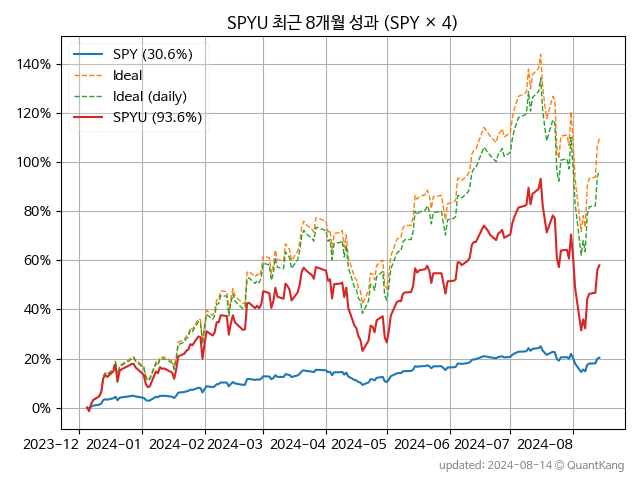 SPYU 최근 8개월 성과 (SPY × 4)
SPY (30.6%)
Ideal
Ideal (daily)
SPYU (93.6%)
140%
120%
100%
80%
60%
40%
20%
0%
2023-12 2024-01 2024-02 2024-03 2024-04 2024-05 2024-06 2024-07 2024-08
updated: 2024-08-14 © QuantKang